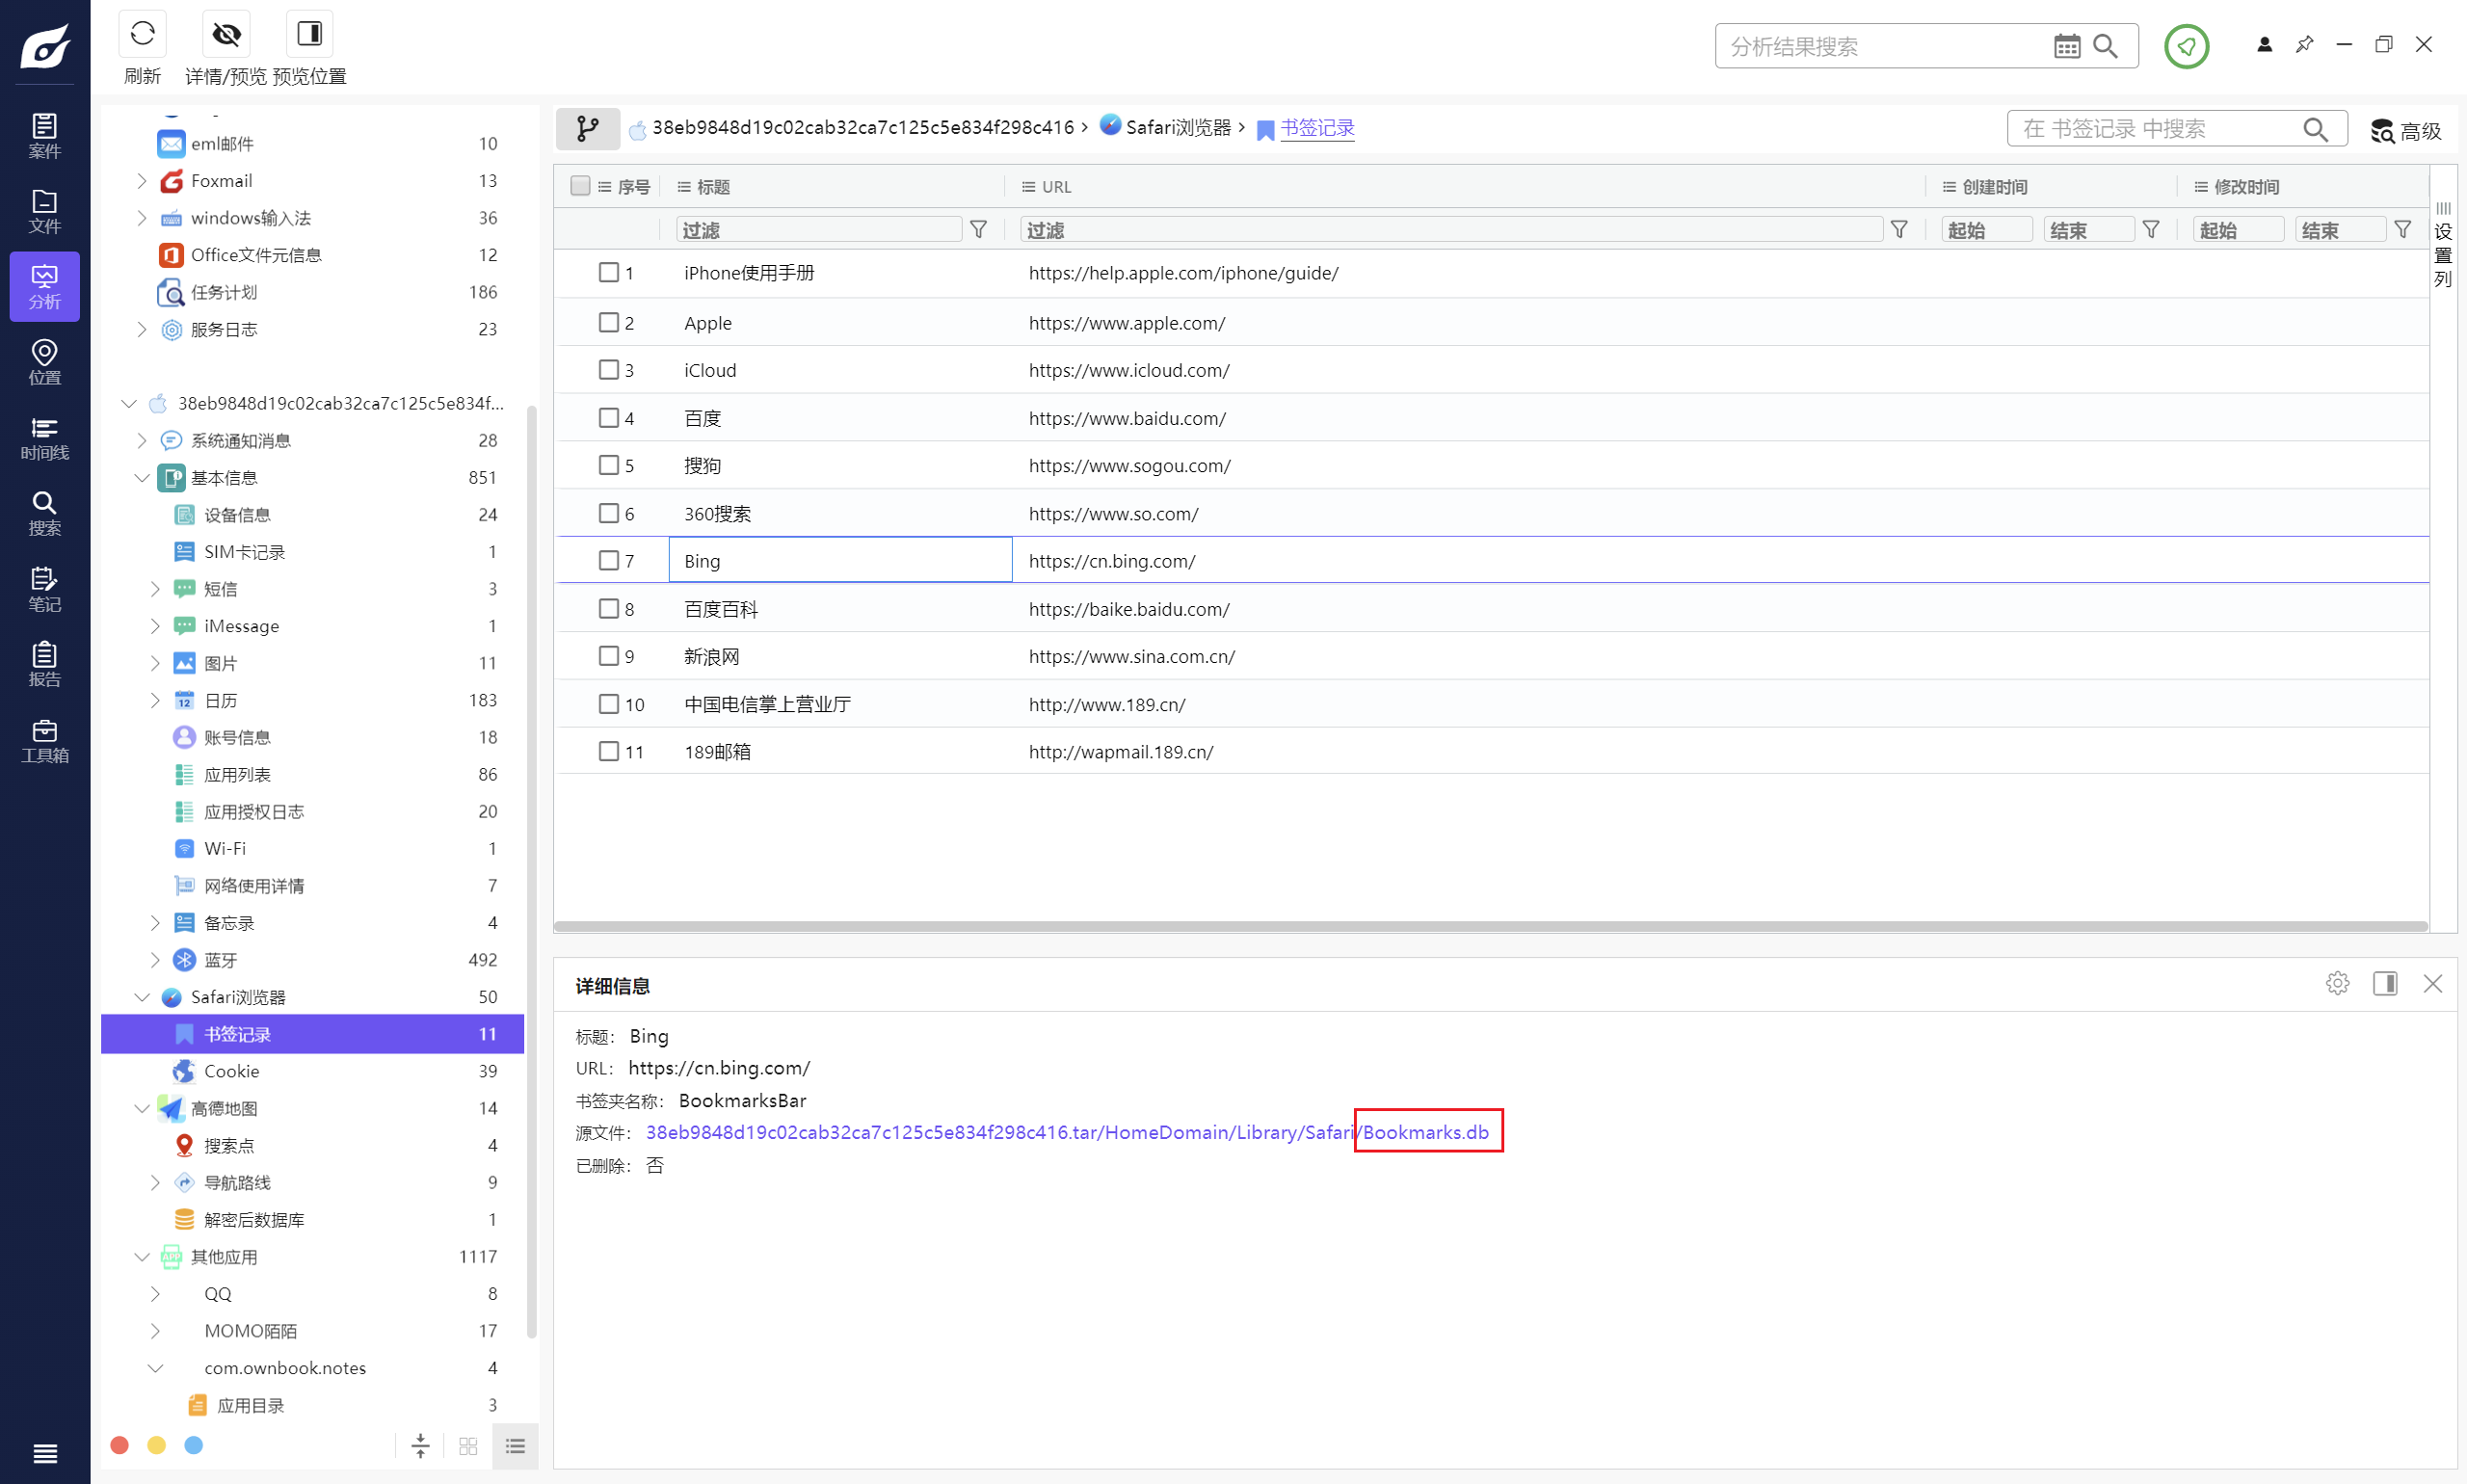 刷新
详情/预览
预览位置
分析结果搜索
案件
文件
分析
位置
时间线
搜索
笔记
报告
工具箱
eml邮件 10
Foxmail 13
windows输入法 36
Office文件元信息 12
任务计划 186
服务日志 23
38eb9848d19c02cab32ca7c125c5e834f...
系统通知消息 28
基本信息 851
设备信息 24
SIM卡记录 1
短信 3
iMessage 1
图片 11
日历 183
账号信息 18
应用列表 86
应用授权日志 20
Wi-Fi 1
网络使用详情 7
备忘录 4
蓝牙 492
Safari浏览器 50
书签记录 11
Cookie 39
高德地图 14
搜索点 4
导航路线 9
解密后数据库 1
其他应用 1117
QQ 8
MOMO陌陌 17
com.ownbook.notes 4
应用目录 3
38eb9848d19c02cab32ca7c125c5e834f298c416 › Safari浏览器 › 书签记录
在 书签记录 中搜索
高级
序号 标题 URL 创建时间 修改时间
过滤 过滤 起始 结束 起始 结束
设置列
1 iPhone使用手册 https://help.apple.com/iphone/guide/
2 Apple https://www.apple.com/
3 iCloud https://www.icloud.com/
4 百度 https://www.baidu.com/
5 搜狗 https://www.sogou.com/
6 360搜索 https://www.so.com/
7 Bing https://cn.bing.com/
8 百度百科 https://baike.baidu.com/
9 新浪网 https://www.sina.com.cn/
10 中国电信掌上营业厅 http://www.189.cn/
11 189邮箱 http://wapmail.189.cn/
详细信息
标题： Bing
URL： https://cn.bing.com/
书签夹名称： BookmarksBar
源文件： 38eb9848d19c02cab32ca7c125c5e834f298c416.tar/HomeDomain/Library/Safari/Bookmarks.db
已删除： 否